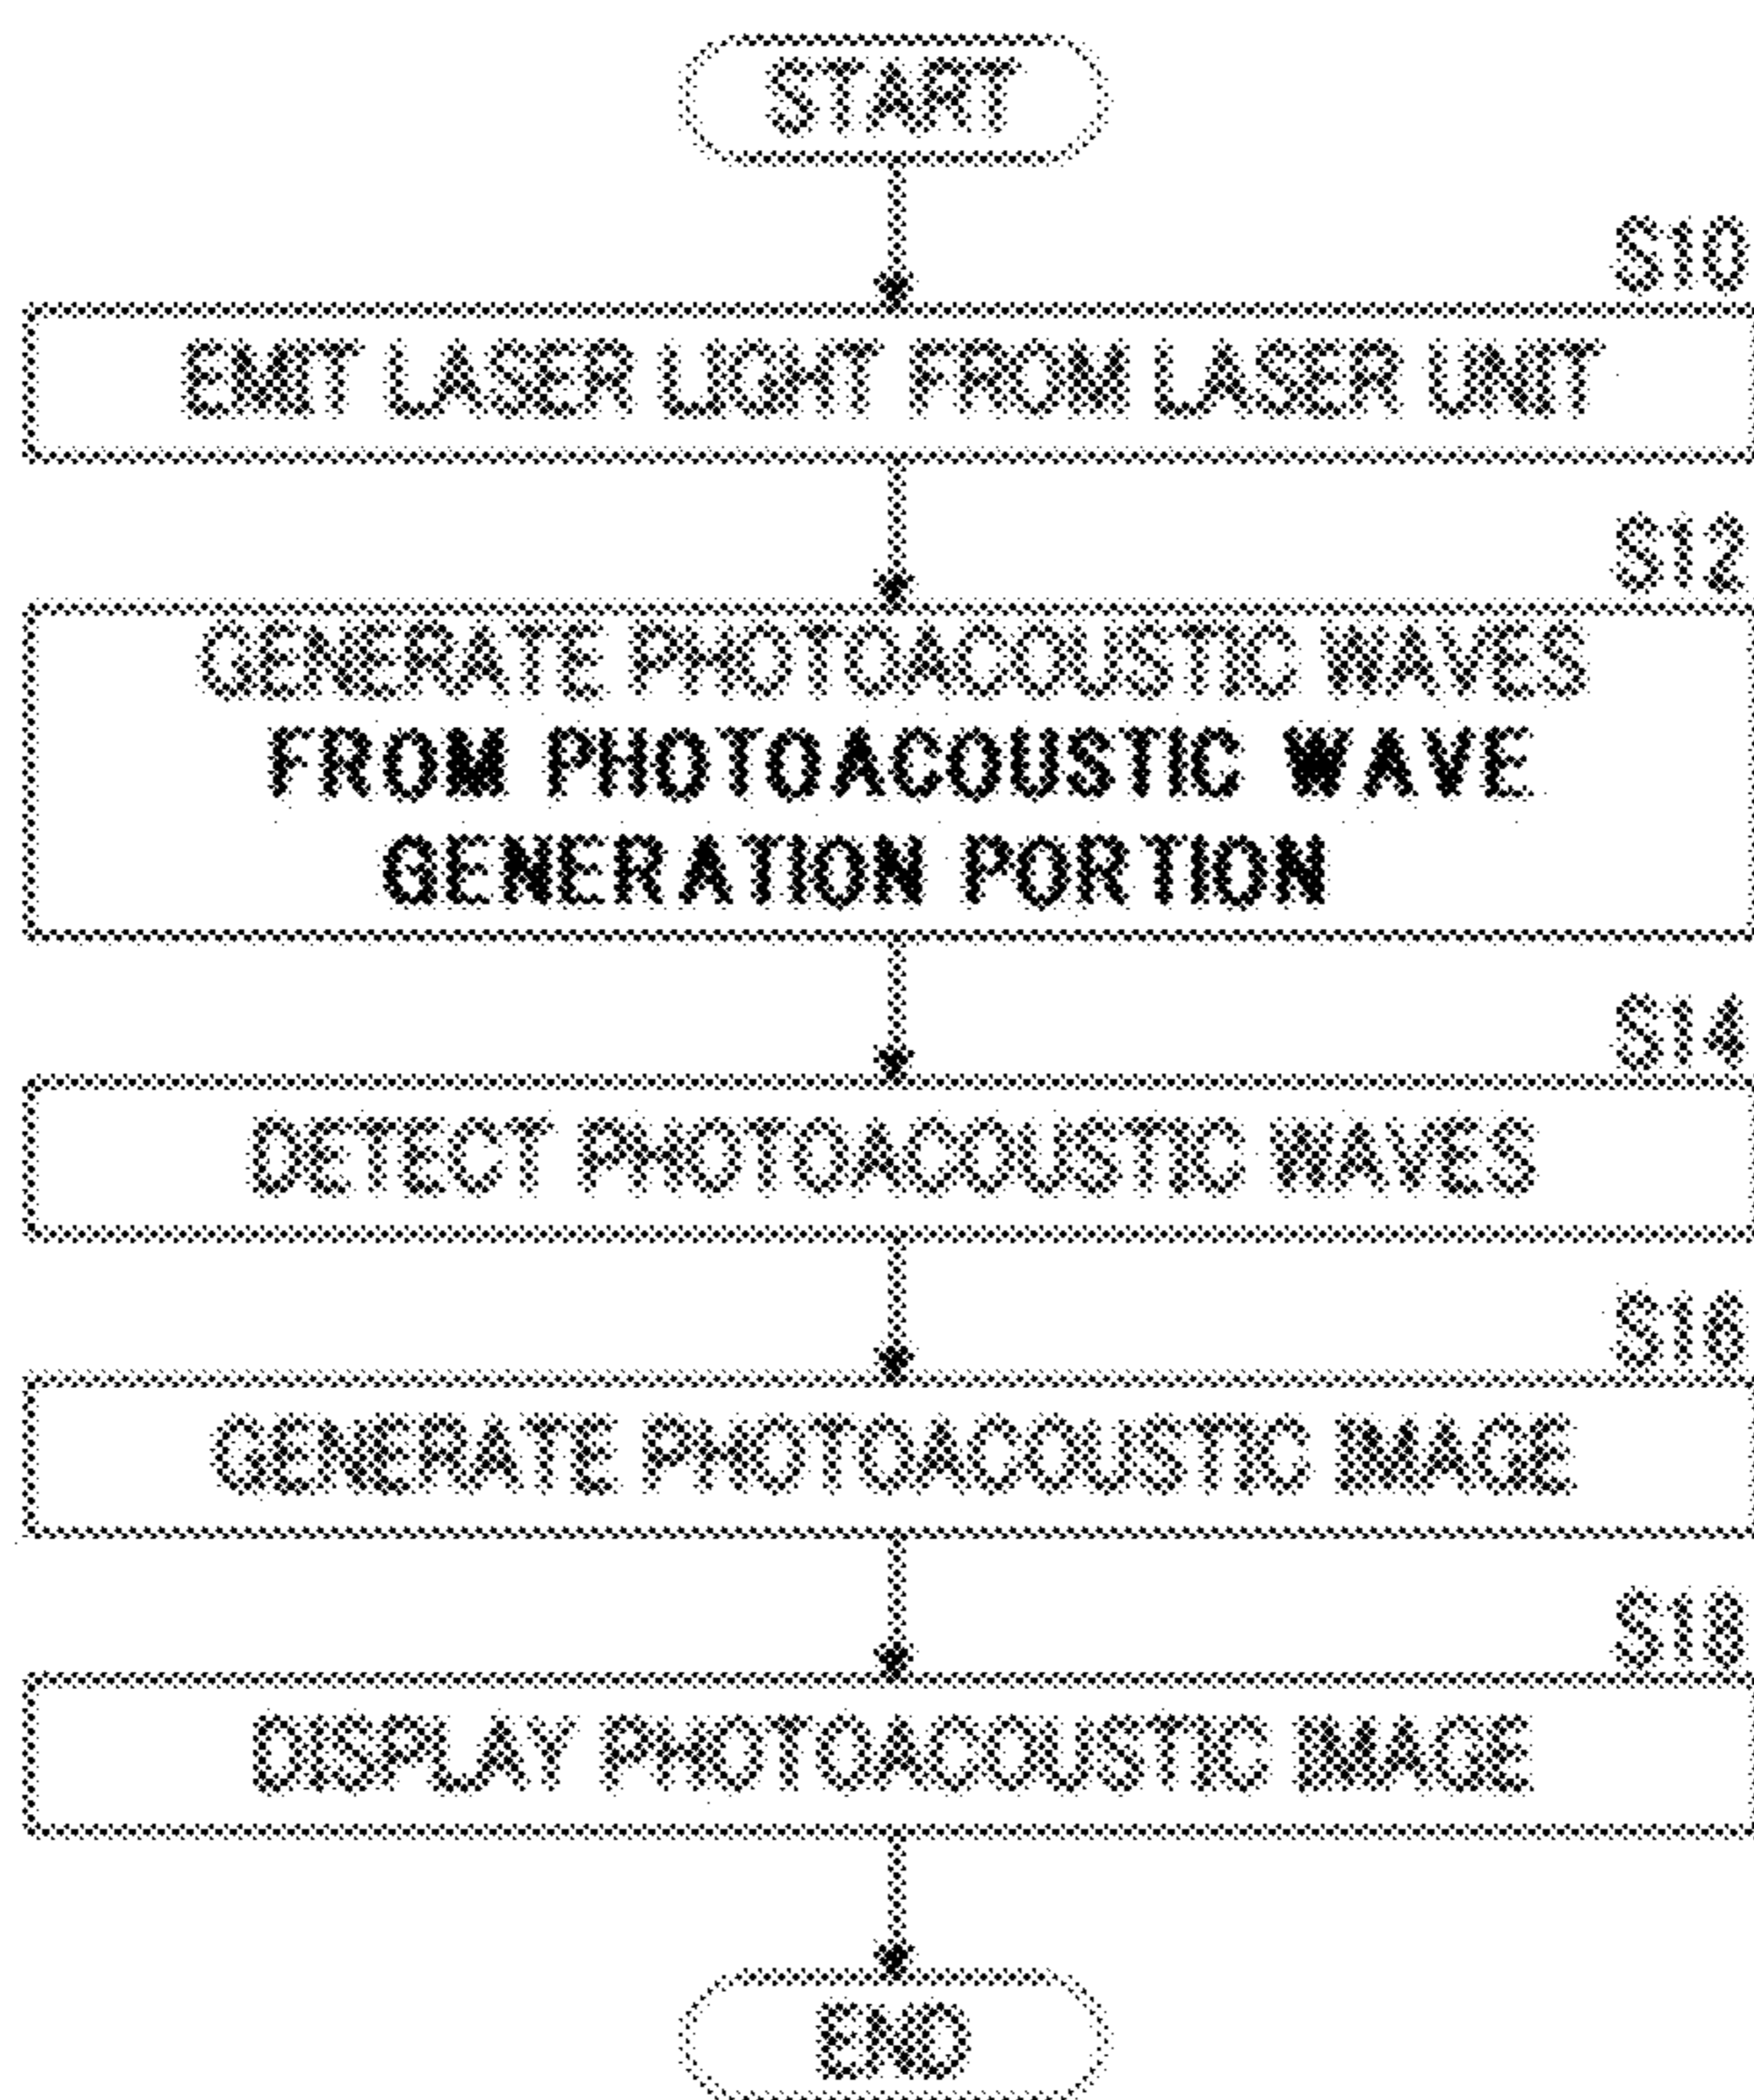 START
S10
EMIT LASER LIGHT FROM LASER UNIT
S12
GENERATE PHOTOACOUSTIC WAVES
FROM PHOTOACOUSTIC WAVE
GENERATION PORTION
S14
DETECT PHOTOACOUSTIC WAVES
S16
GENERATE PHOTOACOUSTIC IMAGE
S18
DISPLAY PHOTOACOUSTIC IMAGE
END